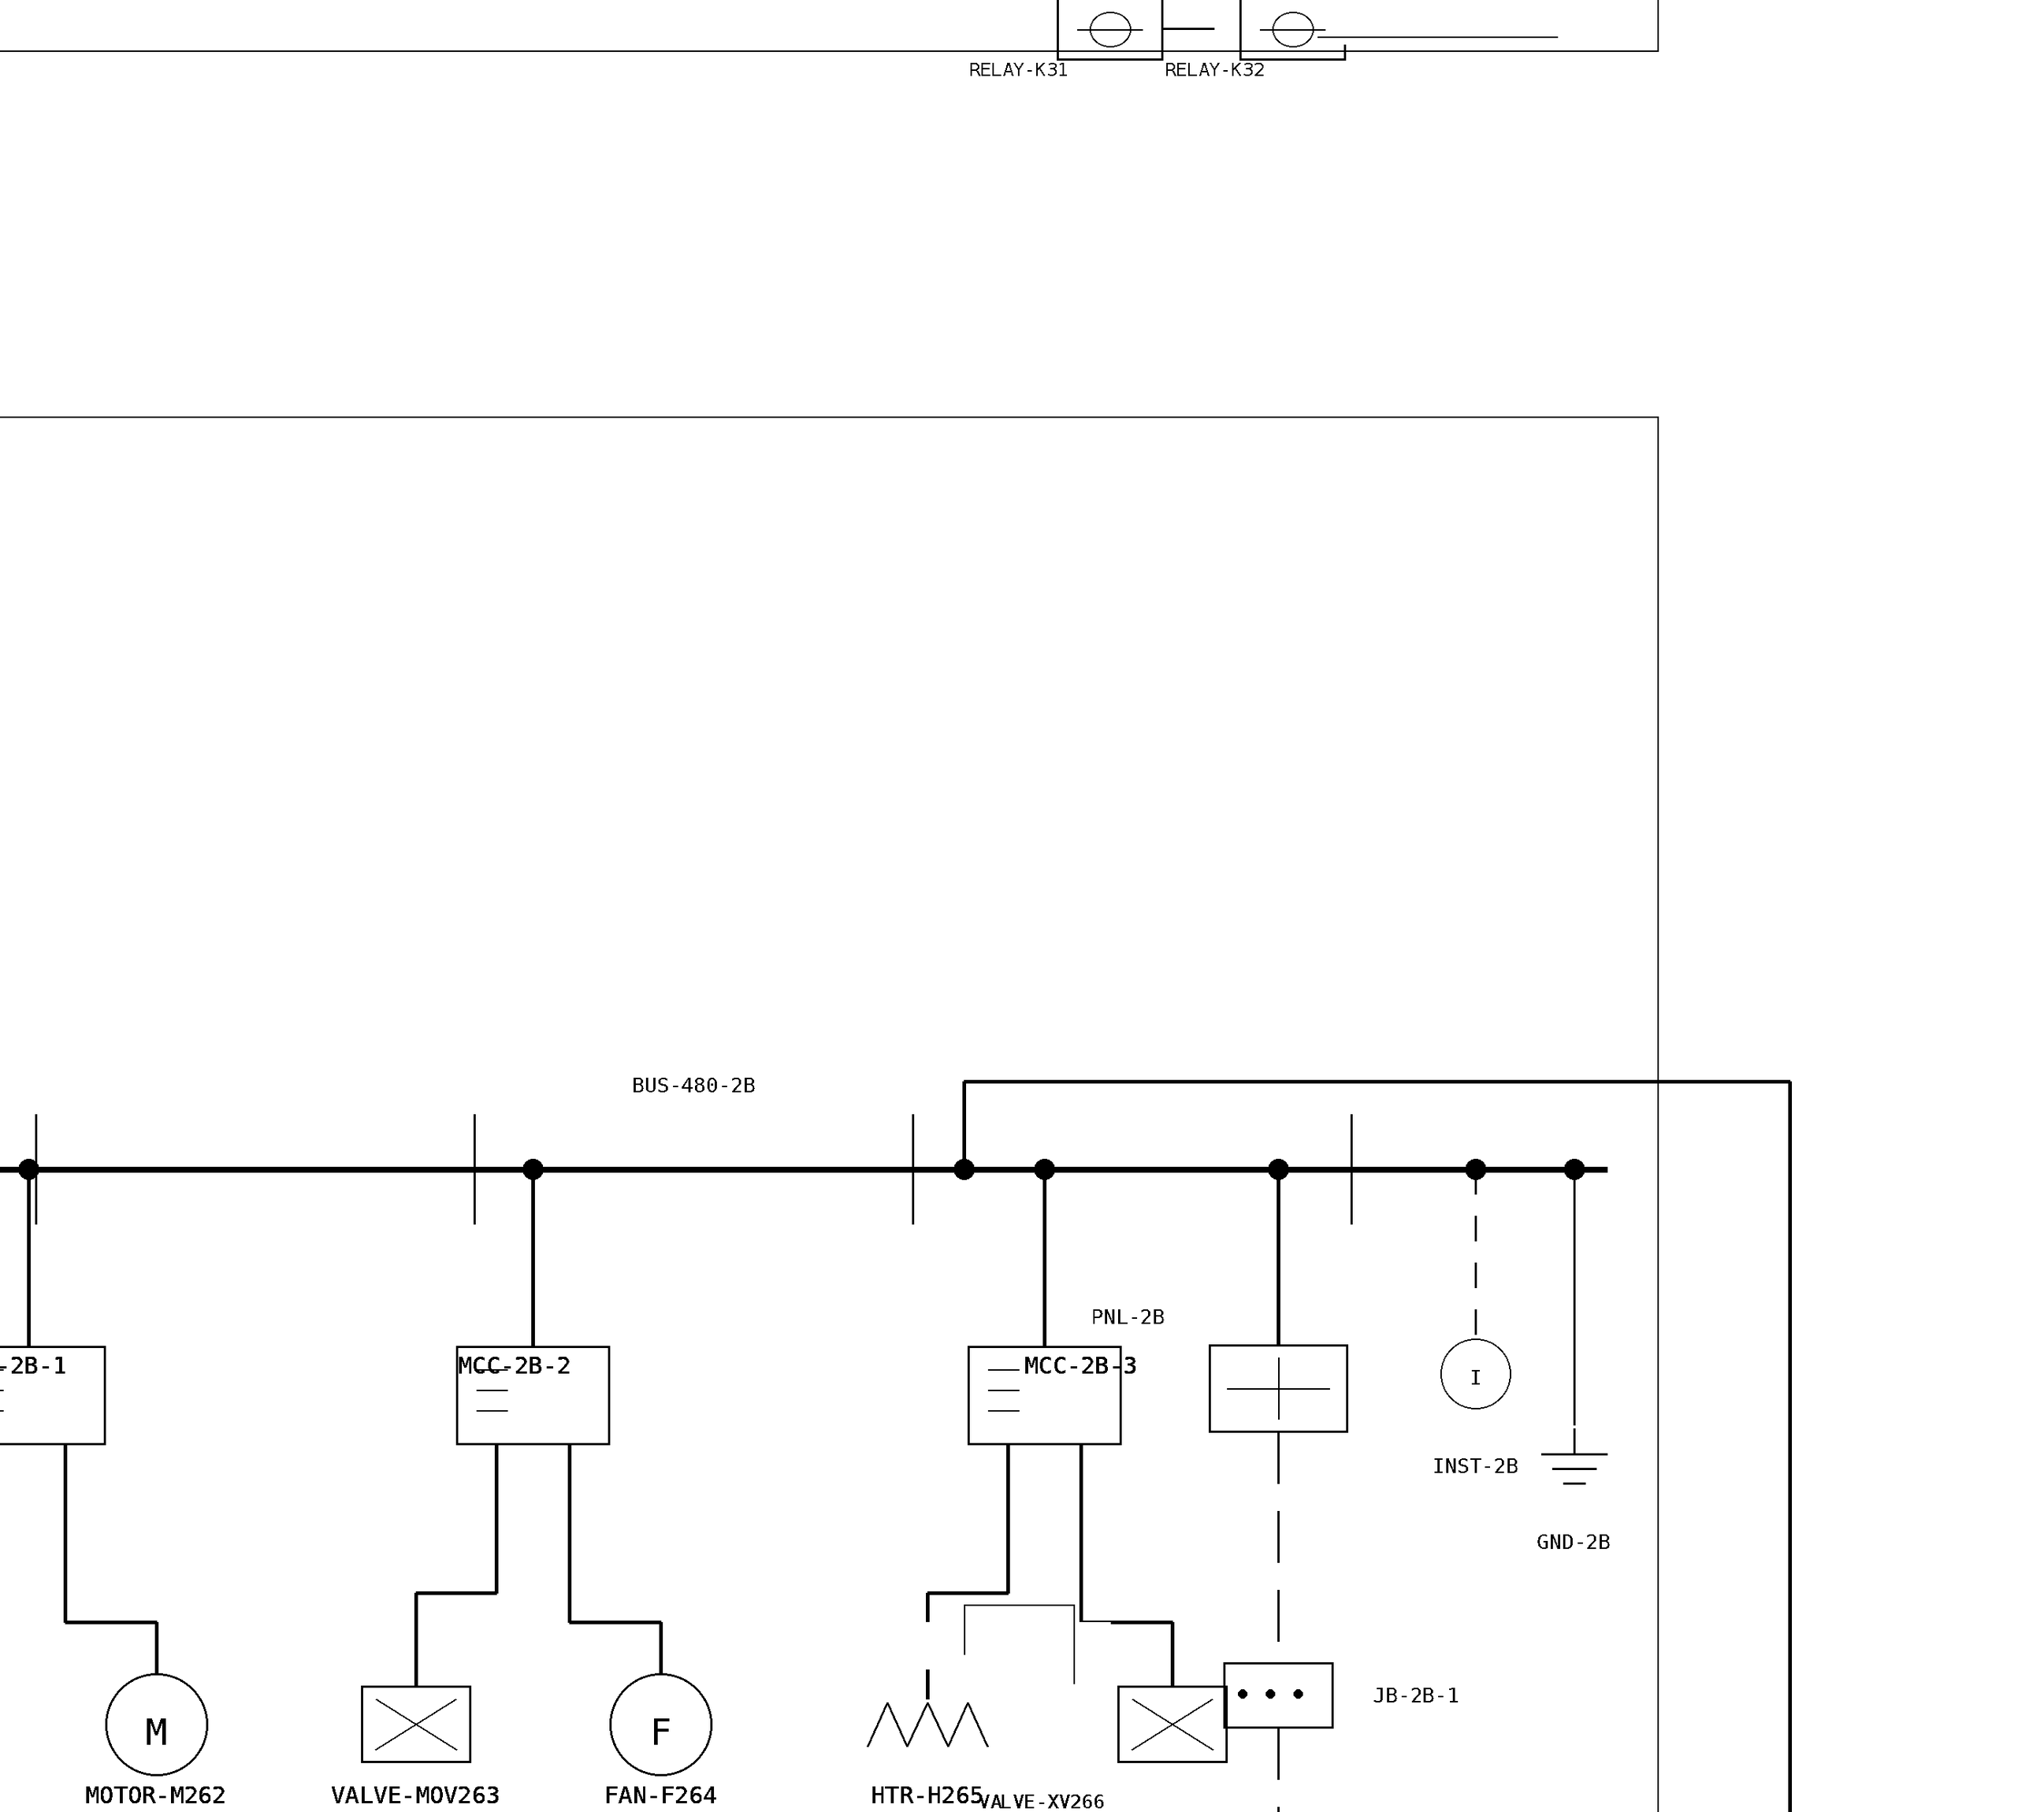 RELAY-K31 RELAY-K32
BUS-480-2B
PNL-2B
-2B-1 MCC-2B-2 MCC-2B-3
I
INST-2B
GND-2B
JB-2B-1
M F
MOTOR-M262 VALVE-MOV263 FAN-F264 HTR-H265 VALVE-XV266